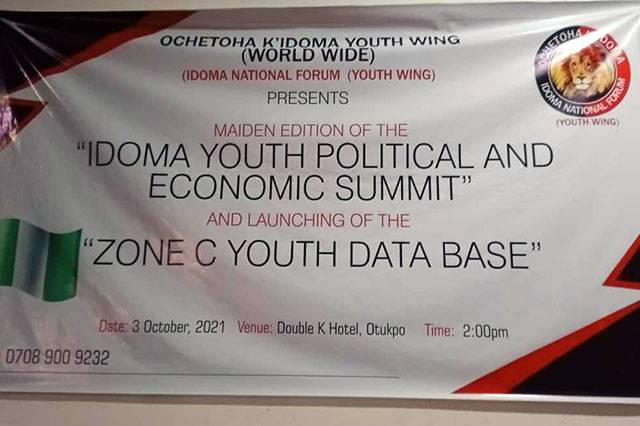 OCHETOHA K'IDOMA YOUTH WING
(WORLD WIDE)
(IDOMA NATIONAL FORUM (YOUTH WING)
PRESENTS
MAIDEN EDITION OF THE
"IDOMA YOUTH POLITICAL AND
ECONOMIC SUMMIT"
AND LAUNCHING OF THE
"ZONE C YOUTH DATA BASE"
Date: 3 October, 2021 Venue: Double K Hotel, Otukpo Time: 2:00pm
0708 900 9232
OCHETOHA K'IDOMA
IDOMA NATIONAL FORUM
(YOUTH WING)